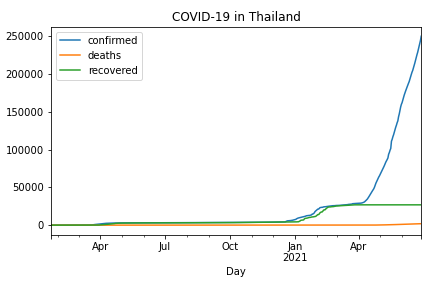 COVID-19 in Thailand
confirmed
deaths
recovered
250000
200000
150000
100000
50000
0
Apr Jul Oct Jan Apr
2021
Day